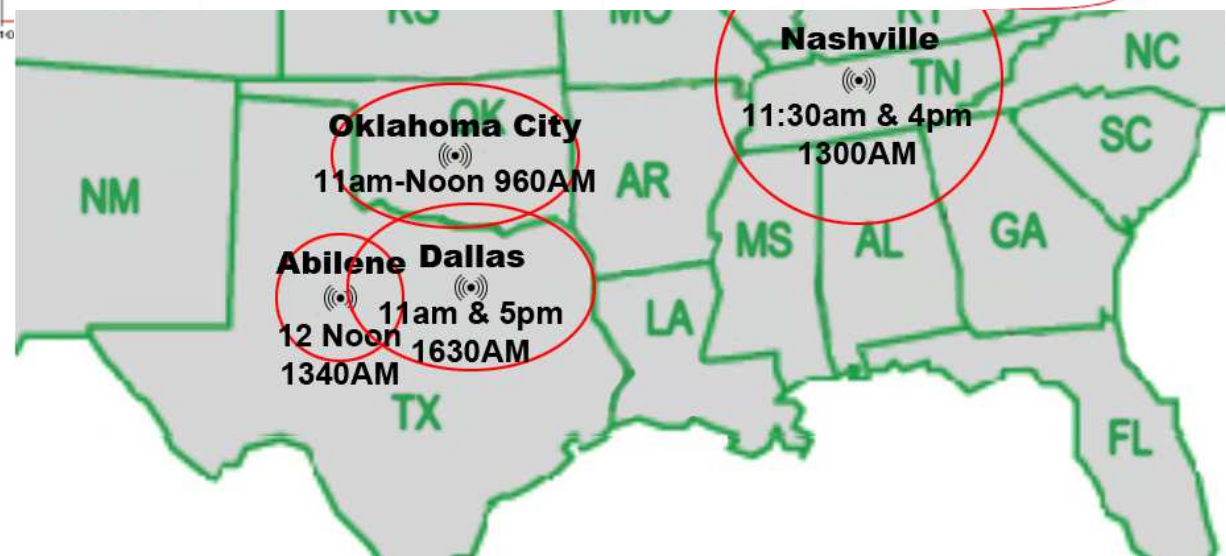 KS
MO
KY
Nashville
TN
NC
11:30am & 4pm
1300AM
OK
Oklahoma City
11am-Noon 960AM
SC
NM
AR
MS
AL
GA
Abilene
Dallas
11am & 5pm
1630AM
12 Noon
1340AM
LA
TX
FL